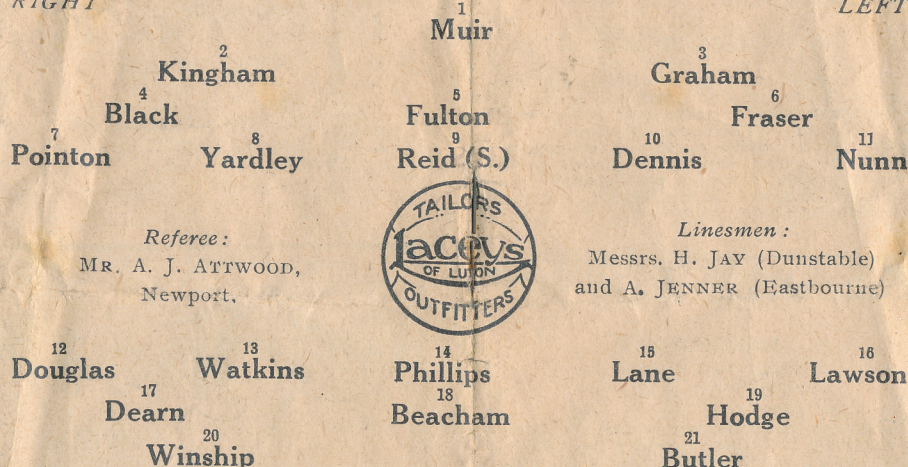 RIGHT LEFT
1
Muir
2 3
Kingham Graham
4 5 6
Black Fulton Fraser
7 8 9 10 11
Pointon Yardley Reid (S.) Dennis Nunn
TAILORS
Laceys
OF LUTON
OUTFITTERS
Referee: Linesmen:
MR. A. J. ATTWOOD, Messrs. H. JAY (Dunstable)
Newport. and A. JENNER (Eastbourne)
12 13 14 15 16
Douglas Watkins Phillips Lane Lawson
17 18 19
Dearn Beacham Hodge
20 21
Winship Butler